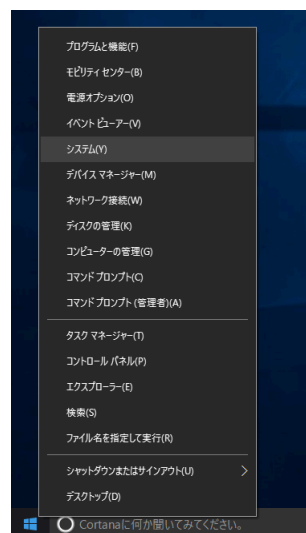 プログラムと機能(F)
モビリティ センター(B)
電源オプション(O)
イベント ビューアー(V)
システム(Y)
デバイス マネージャー(M)
ネットワーク接続(W)
ディスクの管理(K)
コンピューターの管理(G)
コマンド プロンプト(C)
コマンド プロンプト (管理者)(A)
タスク マネージャー(T)
コントロール パネル(P)
エクスプローラー(E)
検索(S)
ファイル名を指定して実行(R)
シャットダウンまたはサインアウト(U)
デスクトップ(D)
Cortanaに何か聞いてみてください。